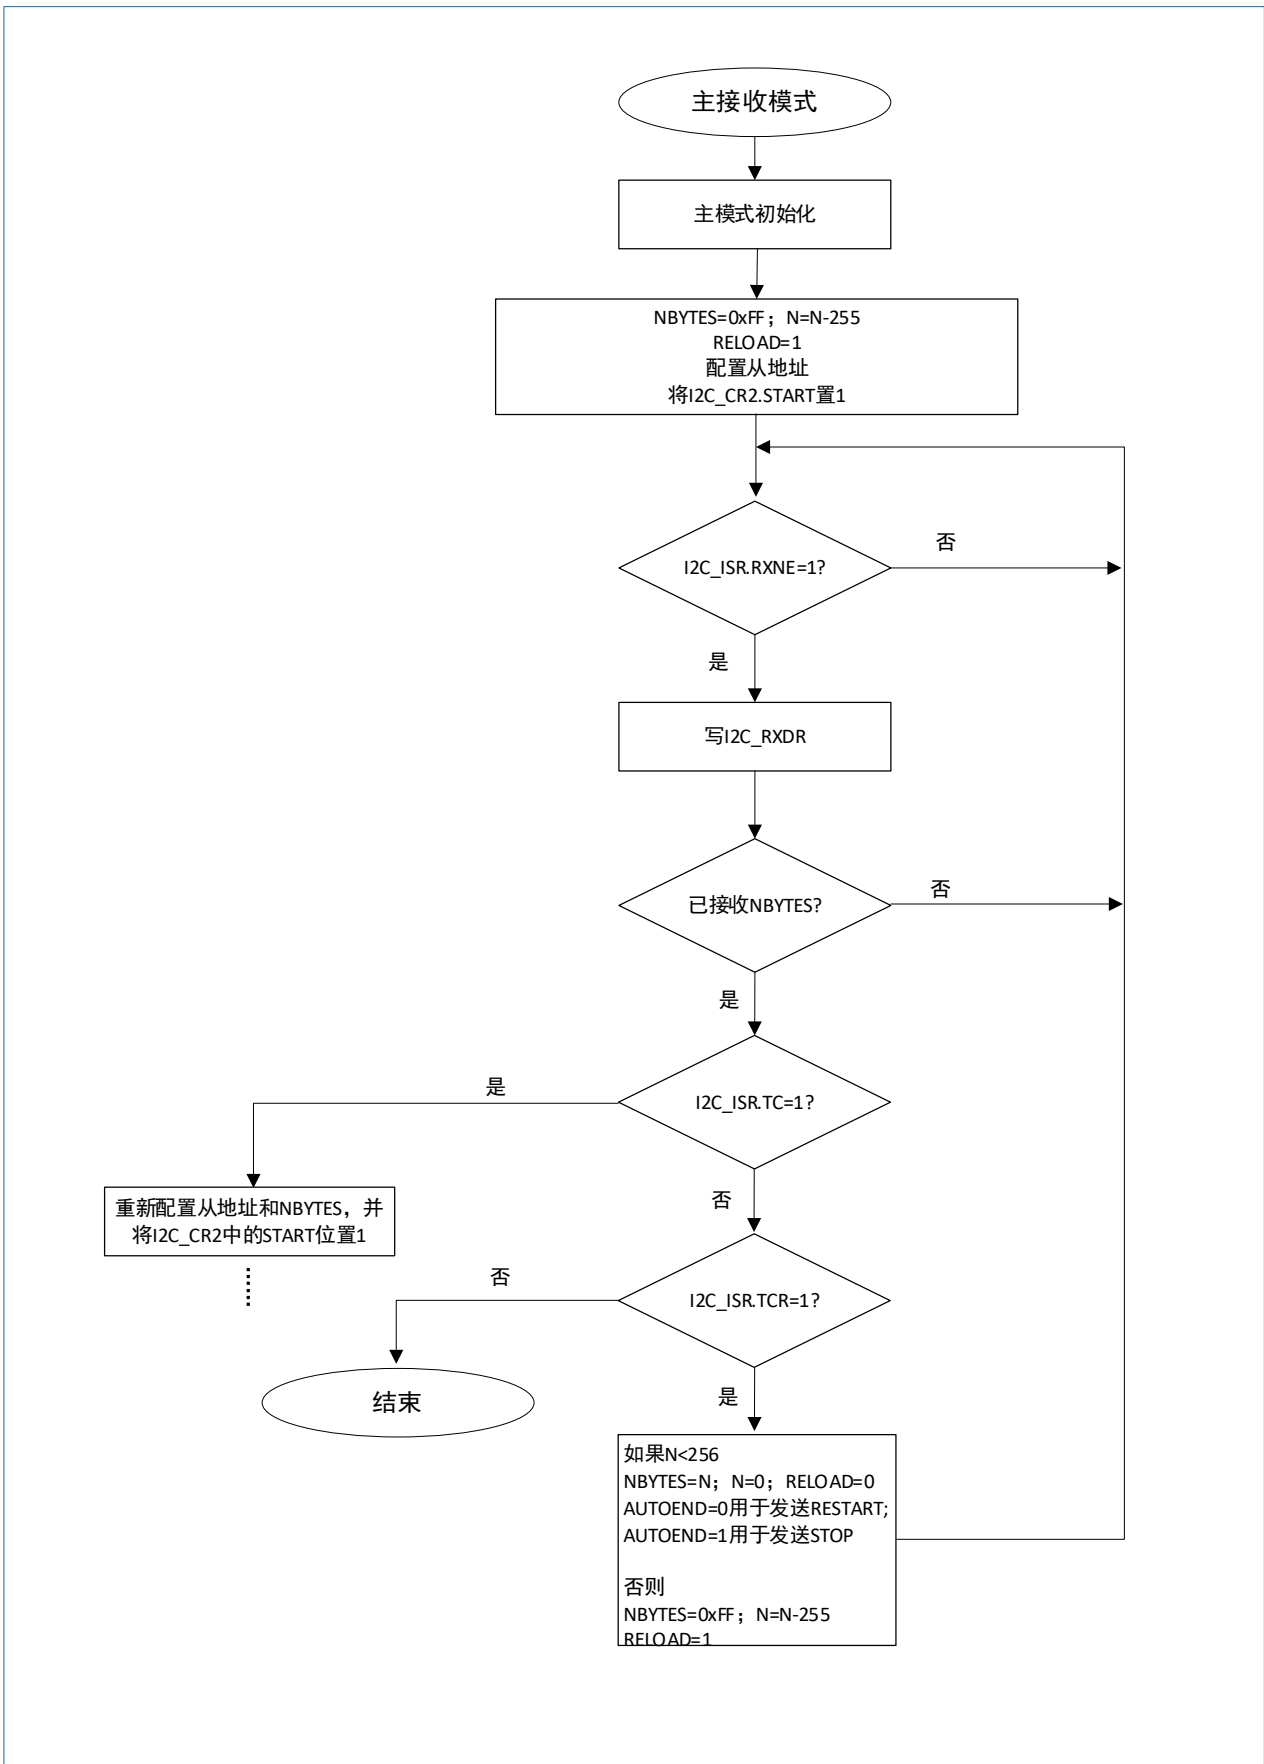 主接收模式
主模式初始化
NBYTES=0xFF；N=N-255
RELOAD=1
配置从地址
将I2C_CR2.START置1
I2C_ISR.RXNE=1?
否
是
写I2C_RXDR
已接收NBYTES?
否
是
I2C_ISR.TC=1?
是
重新配置从地址和NBYTES，并
将I2C_CR2中的START位置1
否
I2C_ISR.TCR=1?
否
结束
是
如果N<256
NBYTES=N；N=0；RELOAD=0
AUTOEND=0用于发送RESTART;
AUTOEND=1用于发送STOP
否则
NBYTES=0xFF；N=N-255
RELOAD=1